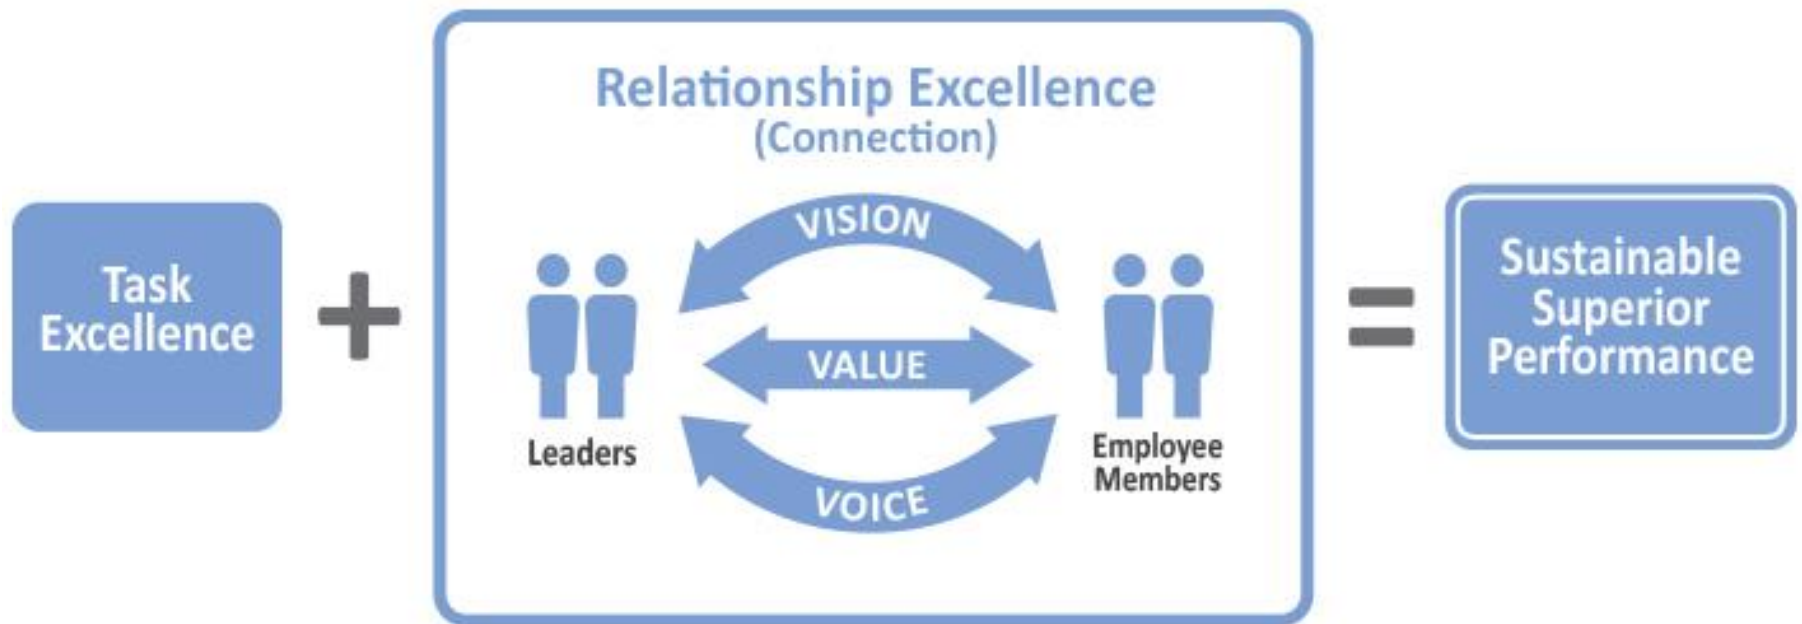 Task
Excellence
Relationship Excellence
(Connection)
VISION
VALUE
VOICE
Leaders
Employee
Members
Sustainable
Superior
Performance